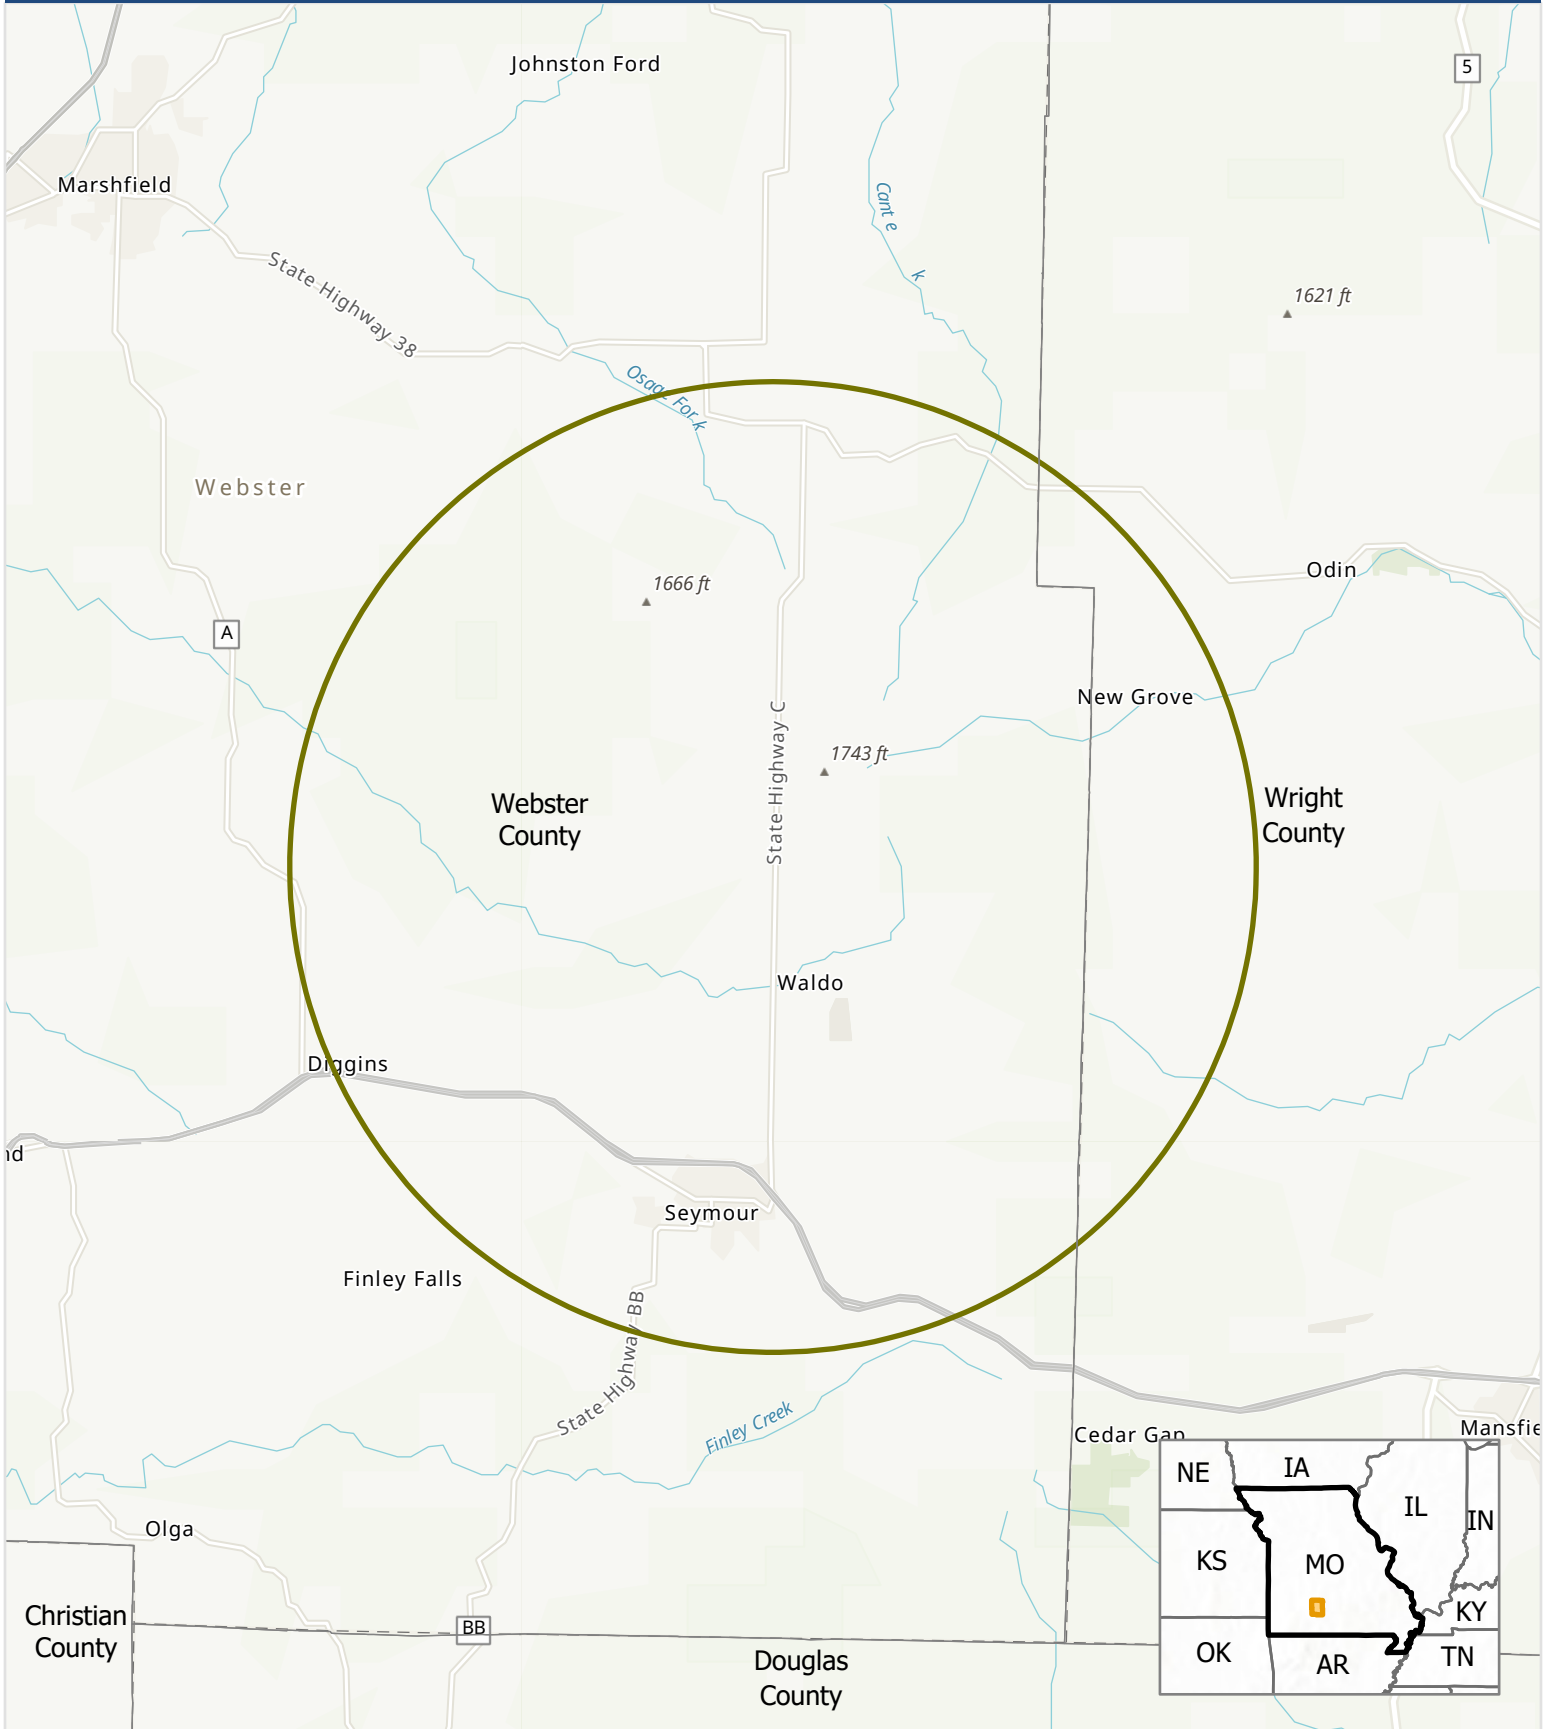 Johnston Ford
5
Marshfield
Cant e
k
State Highway 38
1621 ft
Osage Fork
Webster
Odin
1666 ft
A
New Grove
State Highway C
1743 ft
Webster
County
Wright
County
Waldo
Diggins
nd
Seymour
Finley Falls
State Highway BB
Finley Creek
Cedar Gap
Mansfie
Olga
Christian
County
BB
Douglas
County
NE
IA
IL
IN
KS
MO
KY
OK
AR
TN